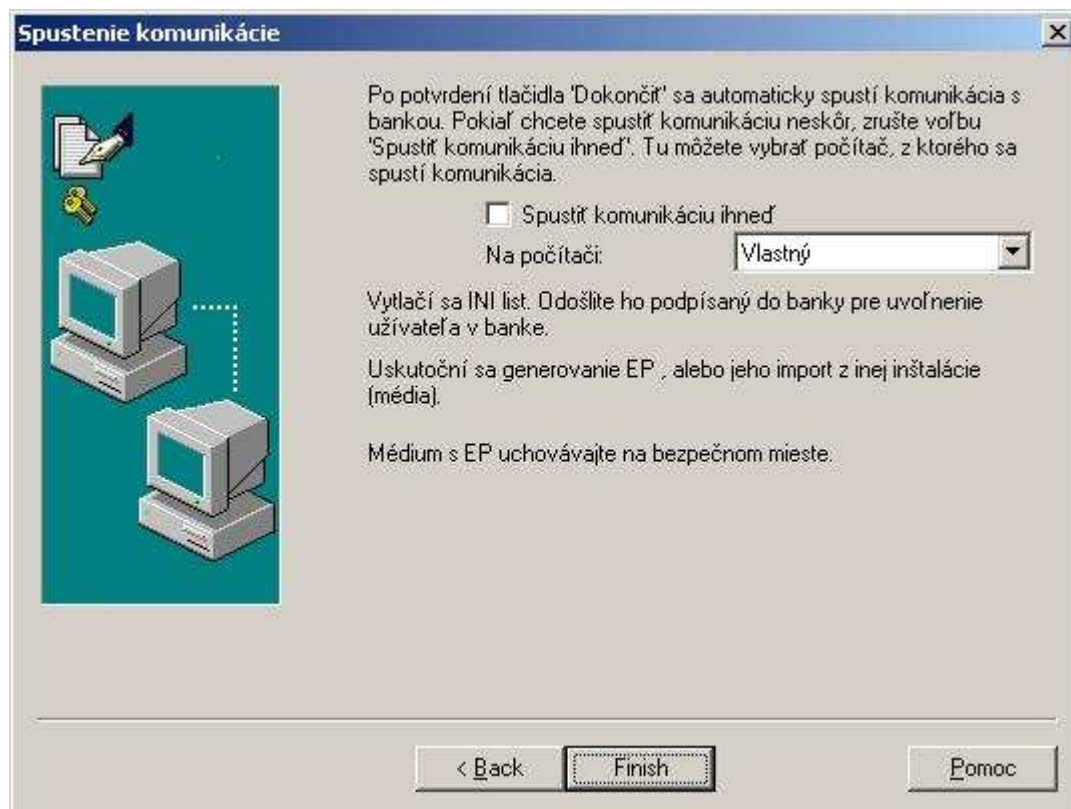 Spustenie komunikácie
Po potvrdení tlačidla 'Dokončiť' sa automaticky spustí komunikácia s
bankou. Pokiaľ chcete spustiť komunikáciu neskôr, zrušte voľbu
'Spustiť komunikáciu ihneď'. Tu môžete vybrať počítač, z ktorého sa
spustí komunikácia.
Spustiť komunikáciu ihneď
Na počítači:
Vlastný
Vytlačí sa INI list. Odošlite ho podpísaný do banky pre uvoľnenie
užívateľa v banke.
Uskutoční sa generovanie EP , alebo jeho import z inej inštalácie
(média).
Médium s EP uchovávajte na bezpečnom mieste.
< Back
Finish
Pomoc